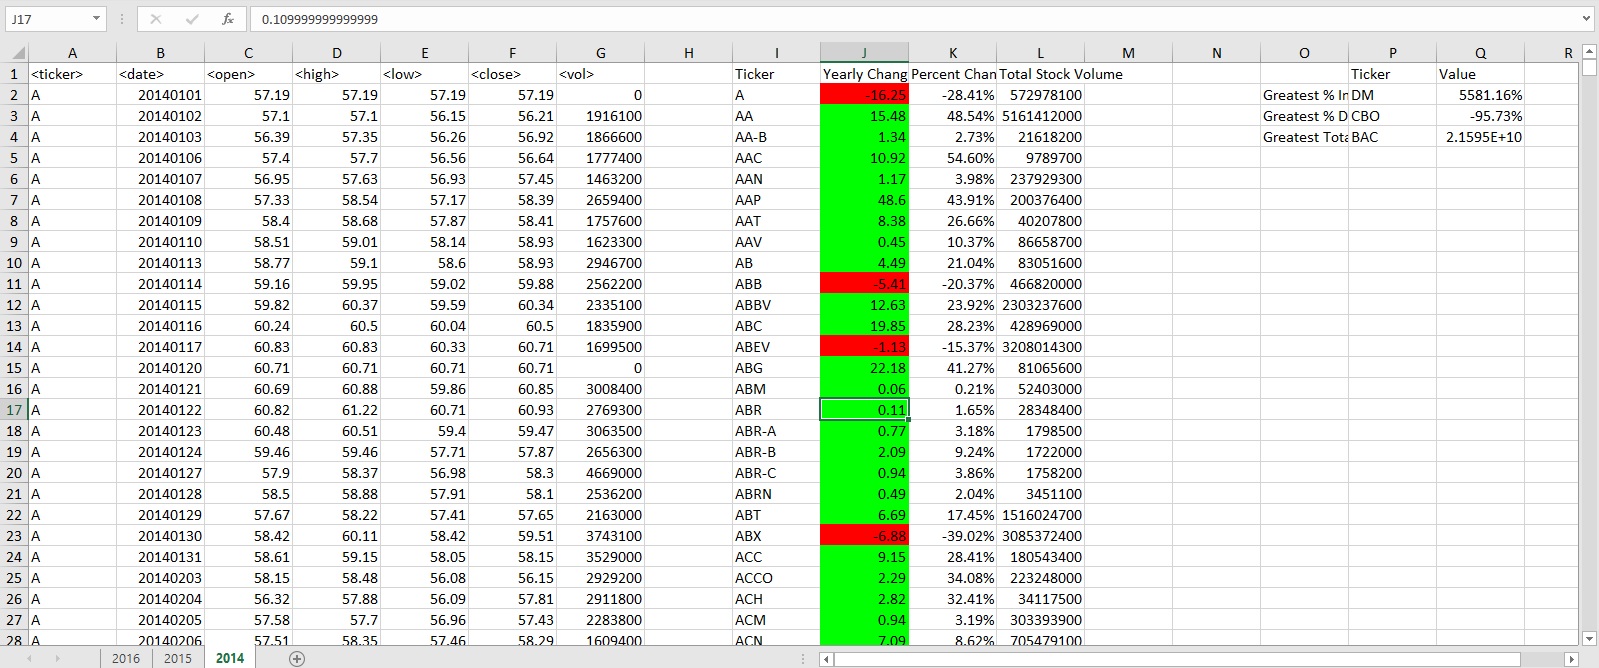 J17 fx 0.109999999999999
A B C D E F G H I J K L M N O P Q R
1 <ticker> <date> <open> <high> <low> <close> <vol> Ticker Yearly Chang Percent Chan Total Stock Volume Ticker Value
2 A 20140101 57.19 57.19 57.19 57.19 0 A -16.25 -28.41% 572978100 Greatest % In DM 5581.16%
3 A 20140102 57.1 57.1 56.15 56.21 1916100 AA 15.48 48.54% 5161412000 Greatest % D CBO -95.73%
4 A 20140103 56.39 57.35 56.26 56.92 1866600 AA-B 1.34 2.73% 21618200 Greatest Tota BAC 2.1595E+10
5 A 20140106 57.4 57.7 56.56 56.64 1777400 AAC 10.92 54.60% 9789700
6 A 20140107 56.95 57.63 56.93 57.45 1463200 AAN 1.17 3.98% 237929300
7 A 20140108 57.33 58.54 57.17 58.39 2659400 AAP 48.6 43.91% 200376400
8 A 20140109 58.4 58.68 57.87 58.41 1757600 AAT 8.38 26.66% 40207800
9 A 20140110 58.51 59.01 58.14 58.93 1623300 AAV 0.45 10.37% 86658700
10 A 20140113 58.77 59.1 58.6 58.93 2946700 AB 4.49 21.04% 83051600
11 A 20140114 59.16 59.95 59.02 59.88 2562200 ABB -5.41 -20.37% 466820000
12 A 20140115 59.82 60.37 59.59 60.34 2335100 ABBV 12.63 23.92% 2303237600
13 A 20140116 60.24 60.5 60.04 60.5 1835900 ABC 19.85 28.23% 428969000
14 A 20140117 60.83 60.83 60.33 60.71 1699500 ABEV -1.13 -15.37% 3208014300
15 A 20140120 60.71 60.71 60.71 60.71 0 ABG 22.18 41.27% 81065600
16 A 20140121 60.69 60.88 59.86 60.85 3008400 ABM 0.06 0.21% 52403000
17 A 20140122 60.82 61.22 60.71 60.93 2769300 ABR 0.11 1.65% 28348400
18 A 20140123 60.48 60.51 59.4 59.47 3063500 ABR-A 0.77 3.18% 1798500
19 A 20140124 59.46 59.46 57.71 57.87 2656300 ABR-B 2.09 9.24% 1722000
20 A 20140127 57.9 58.37 56.98 58.3 4669000 ABR-C 0.94 3.86% 1758200
21 A 20140128 58.5 58.88 57.91 58.1 2536200 ABRN 0.49 2.04% 3451100
22 A 20140129 57.67 58.22 57.41 57.65 2163000 ABT 6.69 17.45% 1516024700
23 A 20140130 58.42 60.11 58.42 59.51 3743100 ABX -6.88 -39.02% 3085372400
24 A 20140131 58.61 59.15 58.05 58.15 3529000 ACC 9.15 28.41% 180543400
25 A 20140203 58.15 58.48 56.08 56.15 2929200 ACCO 2.29 34.08% 223248000
26 A 20140204 56.32 57.88 56.09 57.81 2911800 ACH 2.82 32.41% 34117500
27 A 20140205 57.58 57.7 56.96 57.43 2283800 ACM 0.94 3.19% 303393900
28 A 20140206 57.51 58.35 57.46 58.29 1609400 ACN 7.09 8.62% 705479100
2016 2015 2014